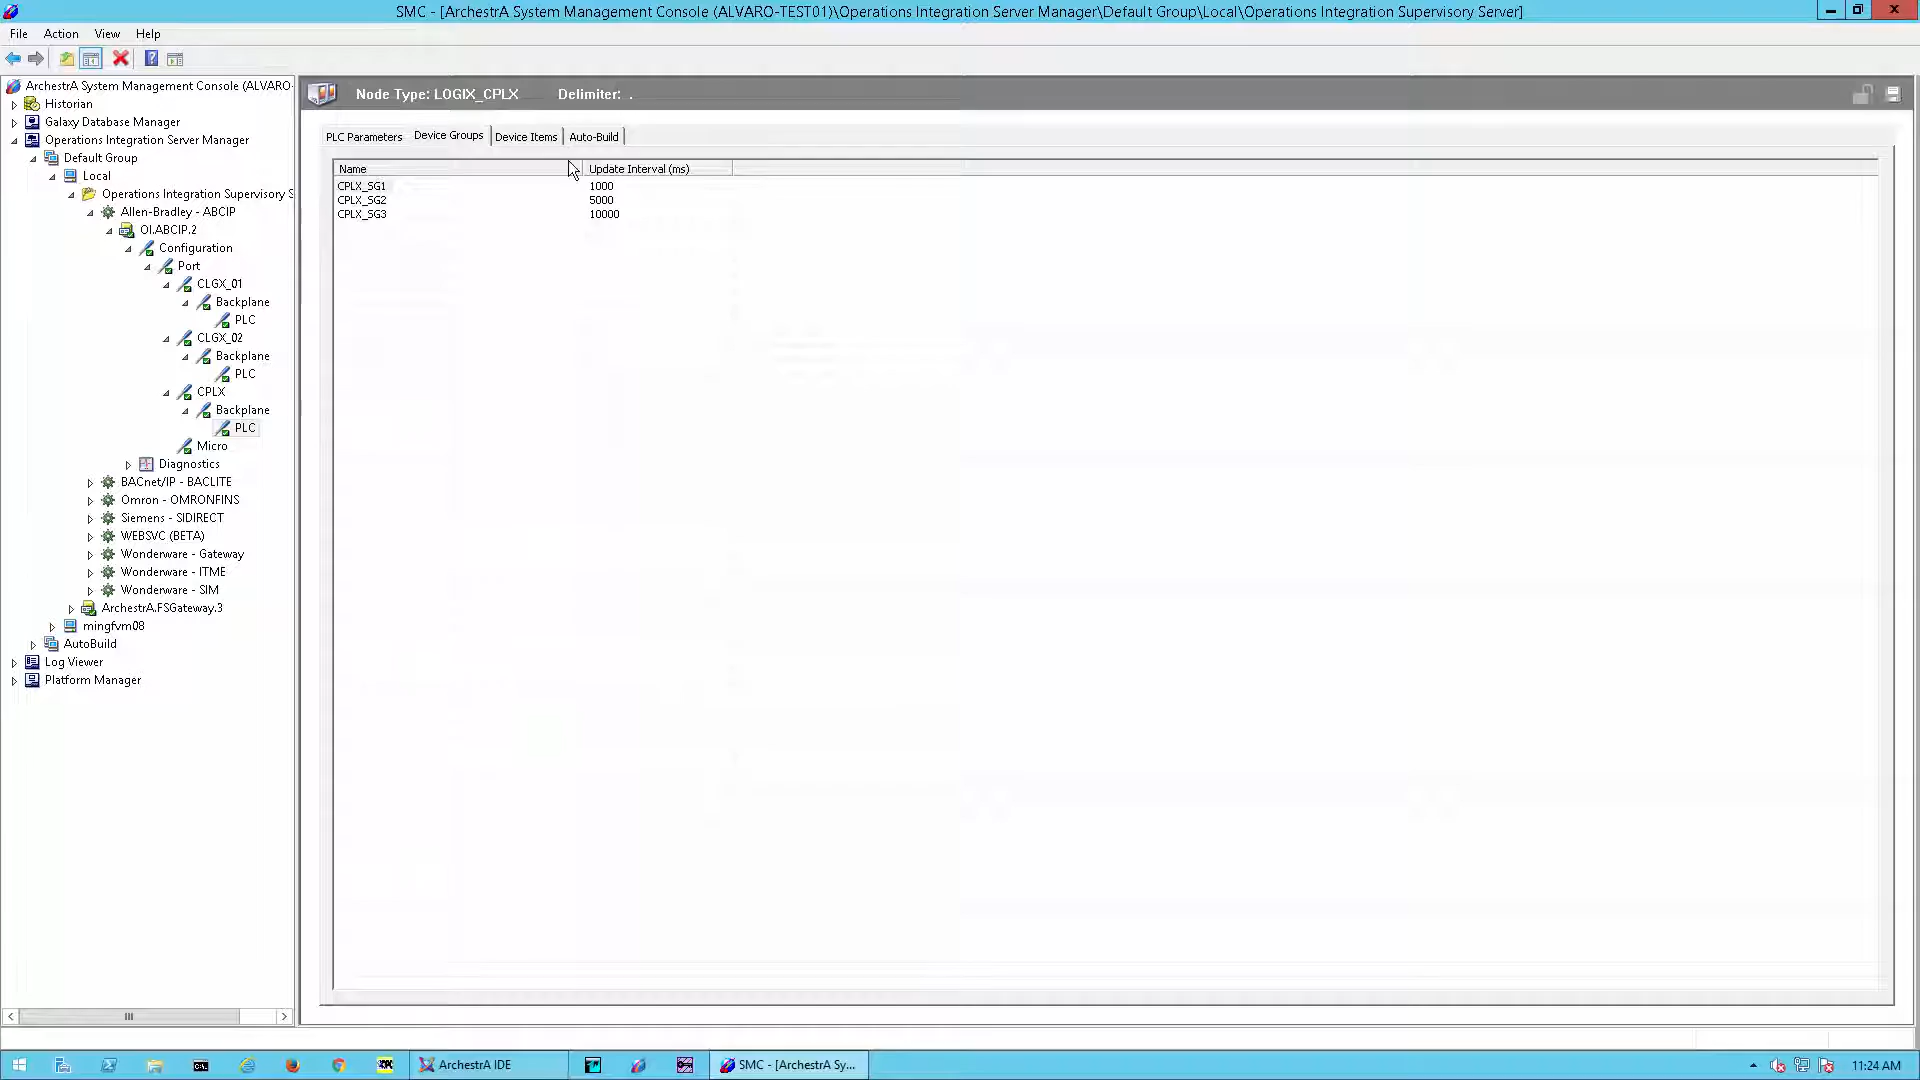 SMC - [ArchestrA System Management Console (ALVARO-TEST01)\Operations Integration Server Manager\Default Group\Local\Operations Integration Supervisory Server]
File Action View Help
ArchestrA System Management Console (ALVARO-
Historian
Galaxy Database Manager
Operations Integration Server Manager
Default Group
Local
Operations Integration Supervisory S
Allen-Bradley - ABCIP
OI.ABCIP.2
Configuration
Port
CLGX_01
Backplane
PLC
CLGX_02
Backplane
PLC
CPLX
Backplane
PLC
Micro
Diagnostics
BACnet/IP - BACLITE
Omron - OMRONFINS
Siemens - SIDIRECT
WEBSVC (BETA)
Wonderware - Gateway
Wonderware - ITME
Wonderware - SIM
ArchestrA.FSGateway.3
mingfvm08
AutoBuild
Log Viewer
Platform Manager
Node Type: LOGIX_CPLX Delimiter: .
PLC Parameters Device Groups Device Items Auto-Build
Name Update Interval (ms)
CPLX_SG1 1000
CPLX_SG2 5000
CPLX_SG3 10000
ArchestrA IDE
SMC - [ArchestrA Sy...
11:24 AM